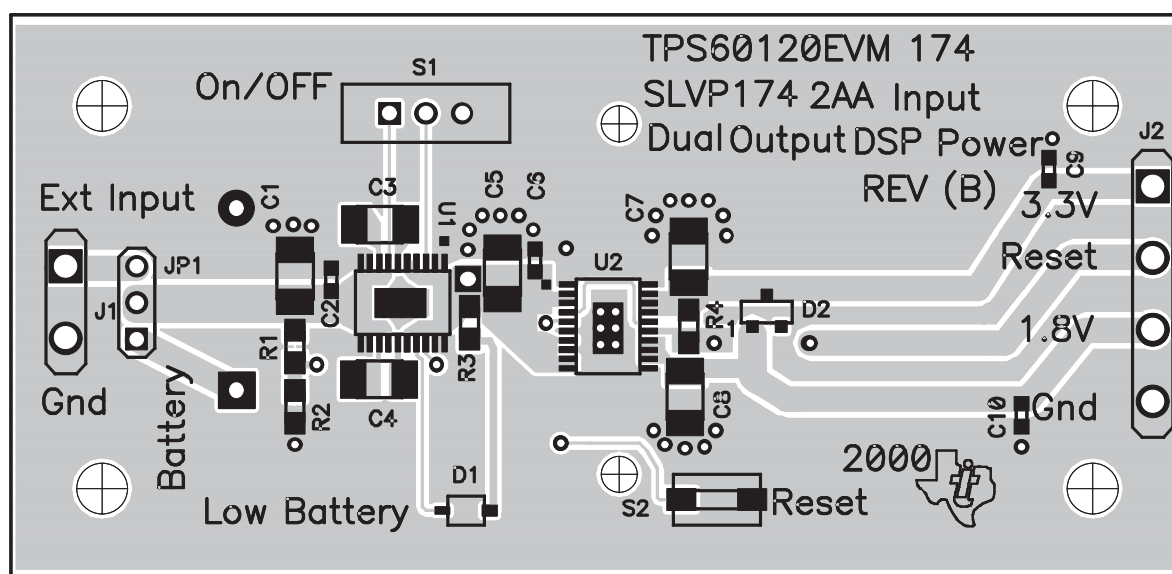 TPS60120EVM 174
SLVP174 2AA Input
Dual Output DSP Power
REV (B)
On/OFF
S1
J2
C9
3.3V
Ext Input
C1
C3
U1
C5
C6
C7
Reset
JP1
J1
U2
C2
R1
R3
R4
1
D2
1.8V
Gnd
Battery
R2
C4
C8
C10
Gnd
2000
D1
Low Battery
S2
Reset